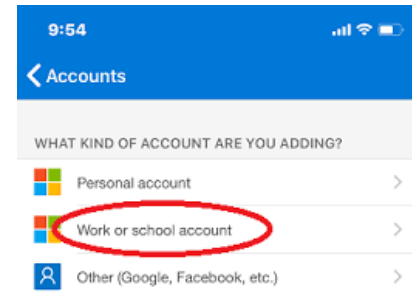 9:54
Accounts
WHAT KIND OF ACCOUNT ARE YOU ADDING?
Personal account
Work or school account
Other (Google, Facebook, etc.)